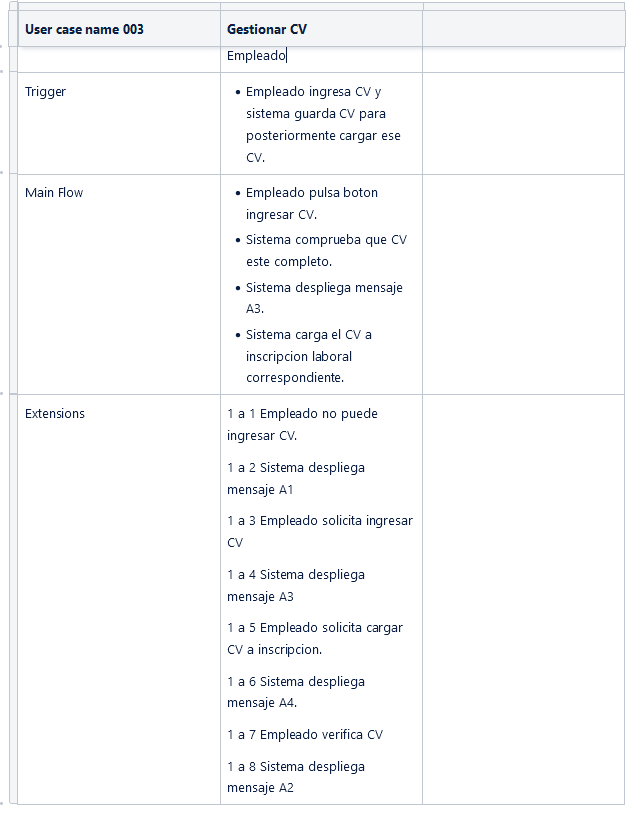 User case name 003
Gestionar CV
Empleado
Trigger
• Empleado ingresa CV y
sistema guarda CV para
posteriormente cargar ese
CV.
Main Flow
• Empleado pulsa boton
ingresar CV.
• Sistema comprueba que CV
este completo.
• Sistema despliega mensaje
A3.
• Sistema carga el CV a
inscripcion laboral
correspondiente.
Extensions
1 a 1 Empleado no puede
ingresar CV.
1 a 2 Sistema despliega
mensaje A1
1 a 3 Empleado solicita ingresar
CV
1 a 4 Sistema despliega
mensaje A3
1 a 5 Empleado solicita cargar
CV a inscripcion.
1 a 6 Sistema despliega
mensaje A4.
1 a 7 Empleado verifica CV
1 a 8 Sistema despliega
mensaje A2